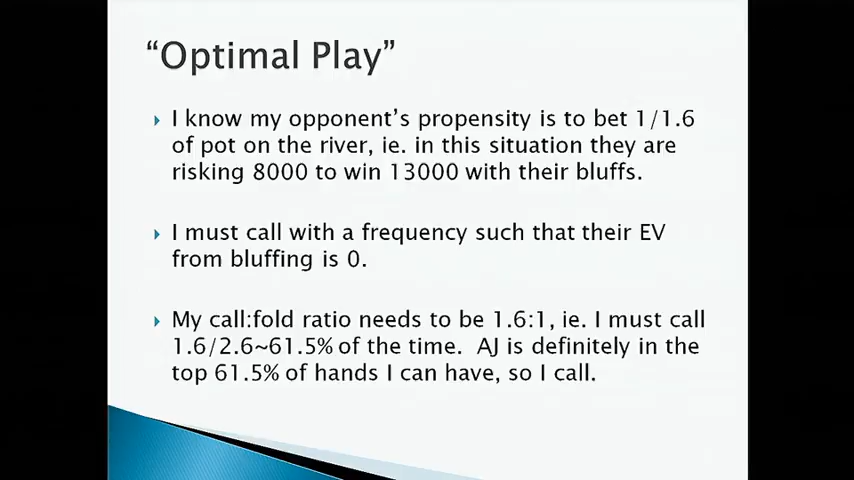 “Optimal Play”
I know my opponent’s propensity is to bet 1/1.6
of pot on the river, ie. in this situation they are
risking 8000 to win 13000 with their bluffs.
I must call with a frequency such that their EV
from bluffing is 0.
My call:fold ratio needs to be 1.6:1, ie. I must call
1.6/2.6~61.5% of the time.  AJ is definitely in the
top 61.5% of hands I can have, so I call.